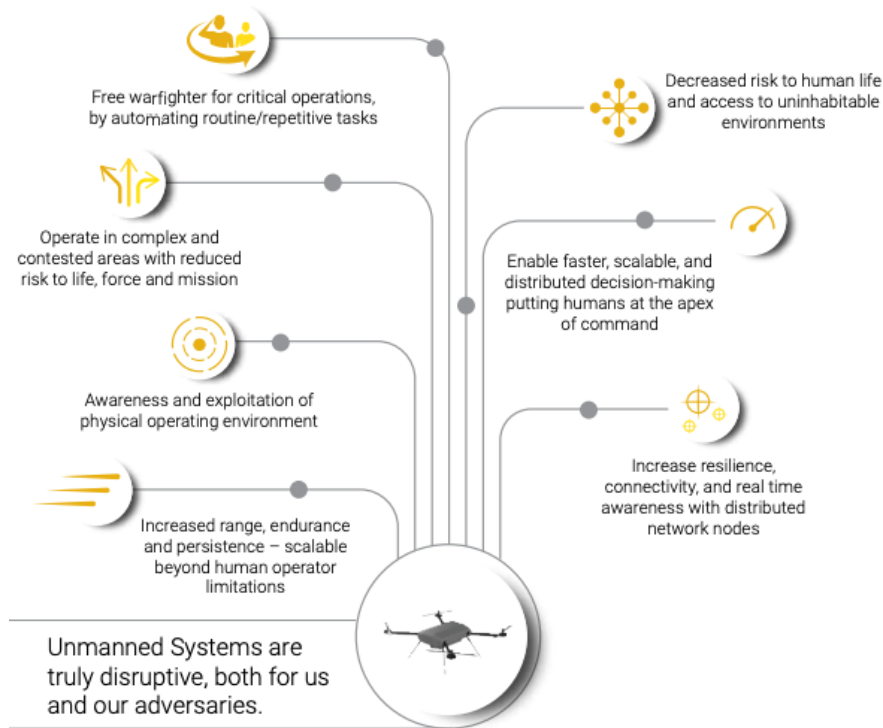 Free warfighter for critical operations,
by automating routine/repetitive tasks
Operate in complex and
contested areas with reduced
risk to life, force and mission
Awareness and exploitation of
physical operating environment
Increased range, endurance
and persistence – scalable
beyond human operator
limitations
Decreased risk to human life
and access to uninhabitable
environments
Enable faster, scalable, and
distributed decision-making
putting humans at the apex
of command
Increase resilience,
connectivity, and real time
awareness with distributed
network nodes
Unmanned Systems are
truly disruptive, both for us
and our adversaries.